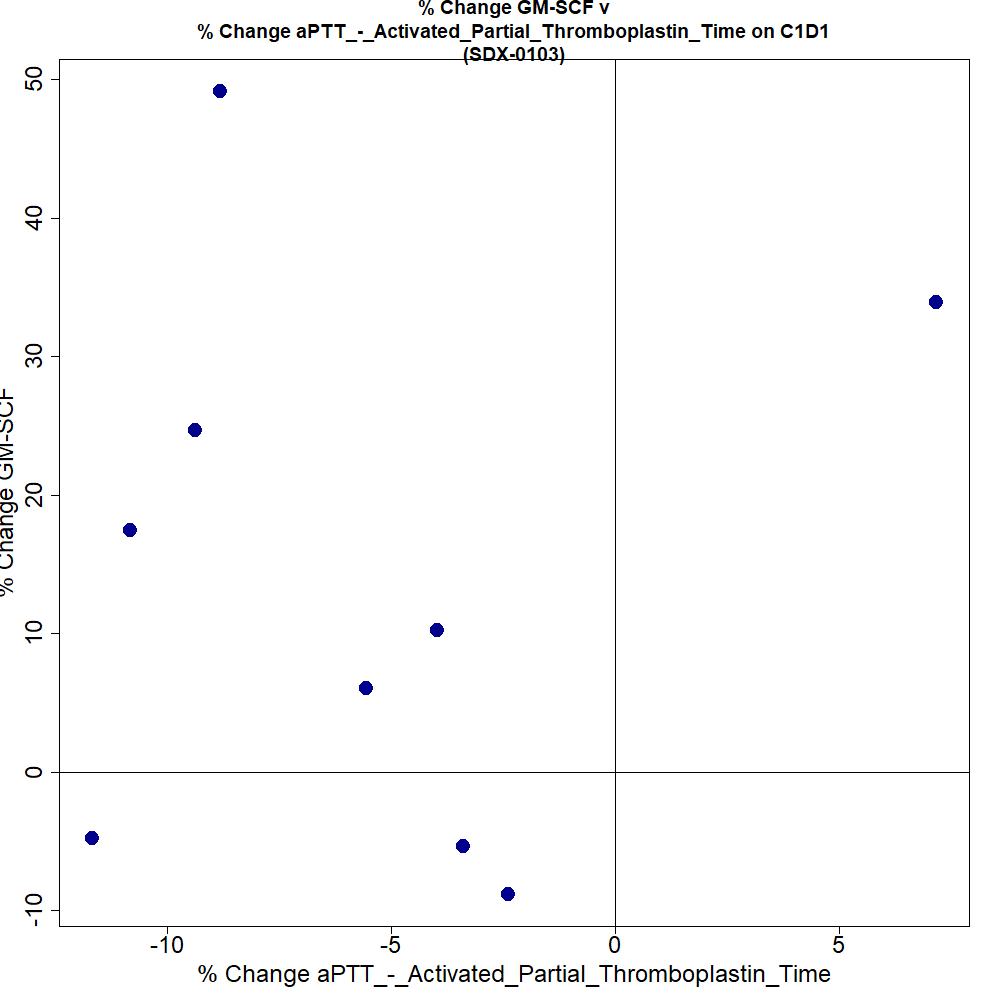 % Change GM-SCF v
% Change aPTT_-_Activated_Partial_Thromboplastin_Time on C1D1
(SDX-0103)
50
40
30
20
10
0
-10
% Change GM-SCF
-10
-5
0
5
% Change aPTT_-_Activated_Partial_Thromboplastin_Time